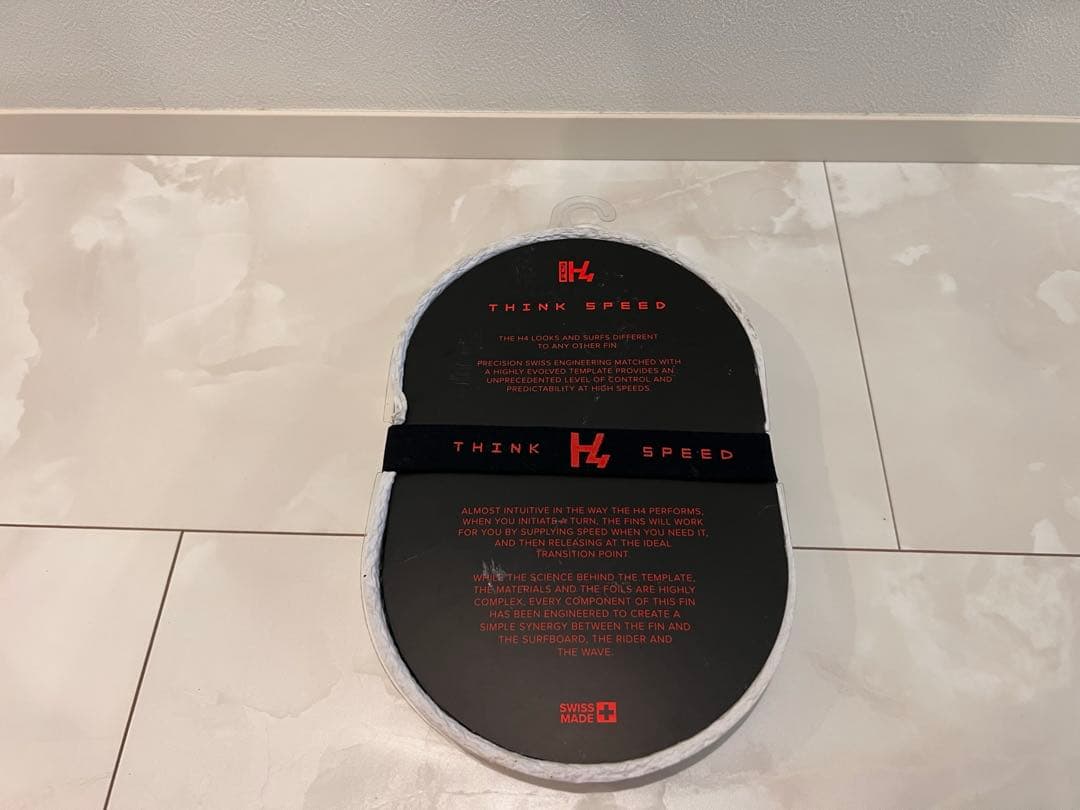 H4
THINK SPEED
THE H4 LOOKS AND SURFS DIFFERENT
TO ANY OTHER FIN
PRECISION SWISS ENGINEERING MATCHED WITH
A HIGHLY EVOLVED TEMPLATE PROVIDES AN
UNPRECEDENTED LEVEL OF CONTROL AND
PREDICTABILITY AT HIGH SPEEDS.
THINK H4 SPEED
ALMOST INTUITIVE IN THE WAY THE H4 PERFORMS,
WHEN YOU INITIATE A TURN, THE FINS WILL WORK
FOR YOU BY SUPPLYING SPEED WHEN YOU NEED IT,
AND THEN RELEASING AT THE IDEAL
TRANSITION POINT.
WHILE THE SCIENCE BEHIND THE TEMPLATE,
THE MATERIALS AND THE FOILS ARE HIGHLY
COMPLEX, EVERY COMPONENT OF THIS FIN
HAS BEEN ENGINEERED TO CREATE A
SIMPLE SYNERGY BETWEEN THE FIN AND
THE SURFBOARD, THE RIDER AND
THE WAVE.
SWISS
MADE